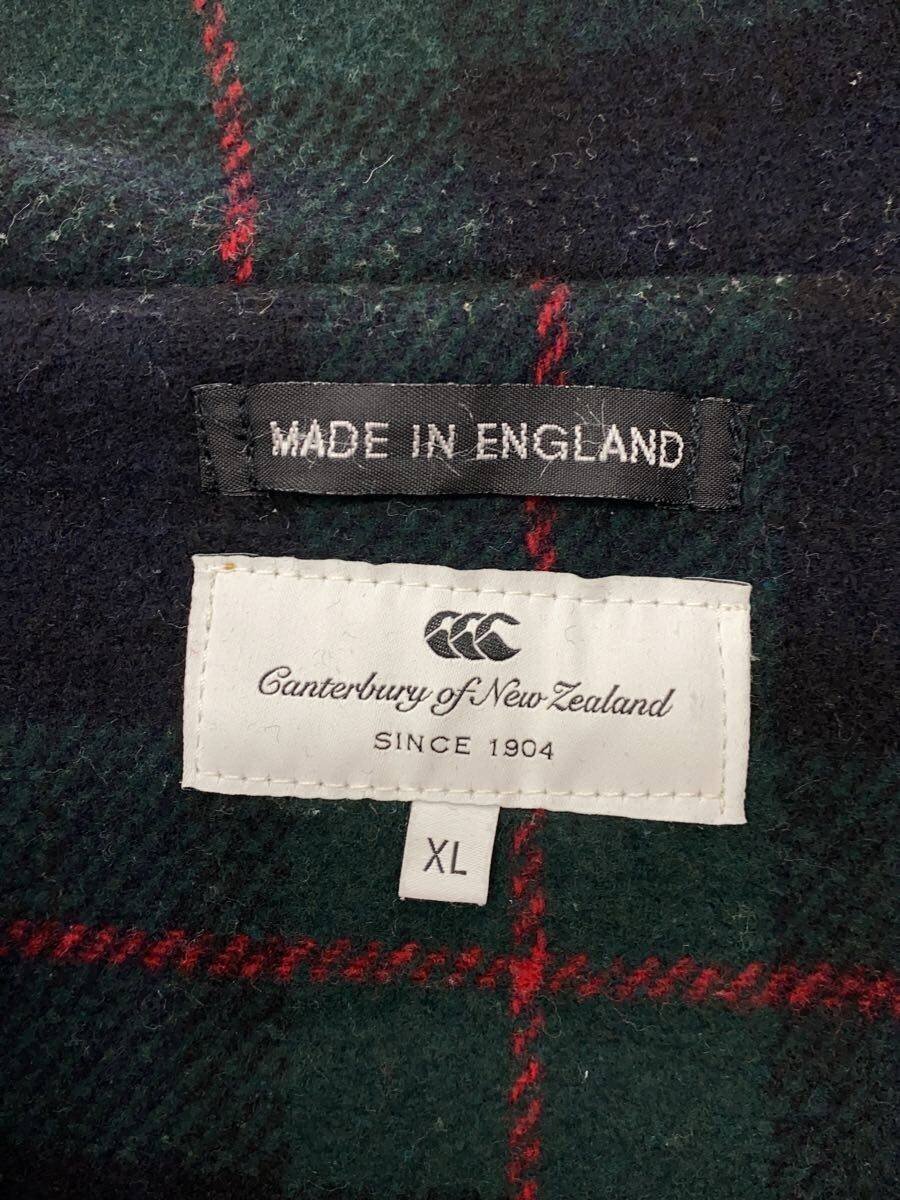 MADE IN ENGLAND
Canterbury of New Zealand
SINCE 1904
XL